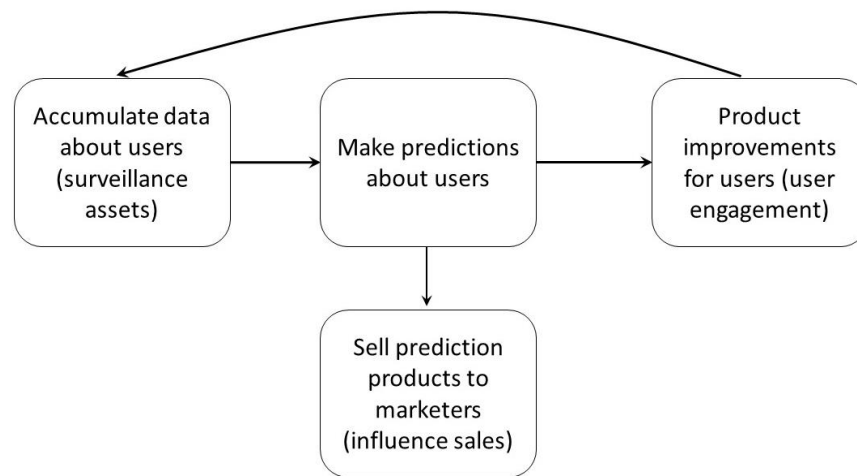 Accumulate data
about users
(surveillance
assets)
Make predictions
about users
Product
improvements
for users (user
engagement)
Sell prediction
products to
marketers
(influence sales)